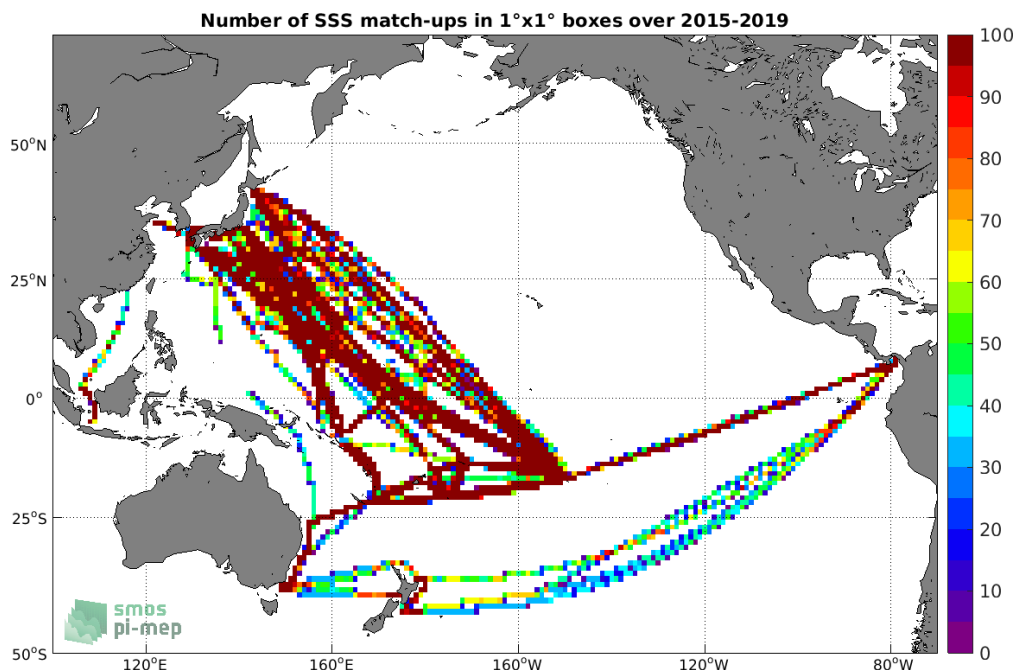 Number of SSS match-ups in 1°x1° boxes over 2015-2019
50°N
25°N
0°
25°S
50°S
120°E
160°E
160°W
120°W
80°W
100
90
80
70
60
50
40
30
20
10
0
smos
pi-mep